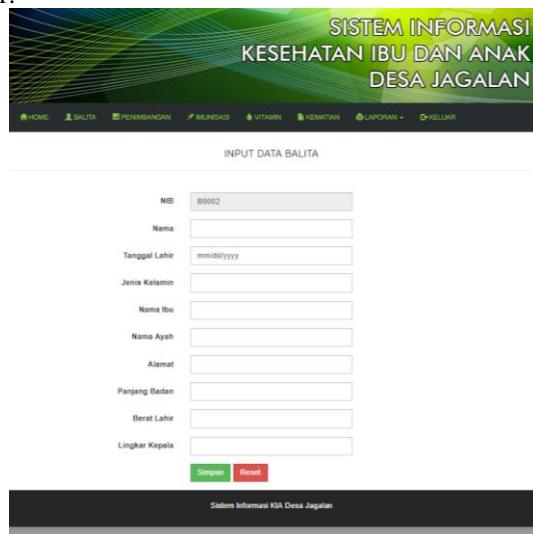 SISTEM INFORMASI
KESEHATAN IBU DAN ANAK
DESA JAGALAN
HOME BALITA PENIMBANGAN IMUNISASI VITAMIN KEMATIAN LAPORAN KELUAR
INPUT DATA BALITA
NIB B0002
Nama
Tanggal Lahir mm/dd/yyyy
Jenis Kelamin
Nama Ibu
Nama Ayah
Alamat
Panjang Badan
Berat Lahir
Lingkar Kepala
Simpan Reset
Sistem Informasi KIA Desa Jagalan